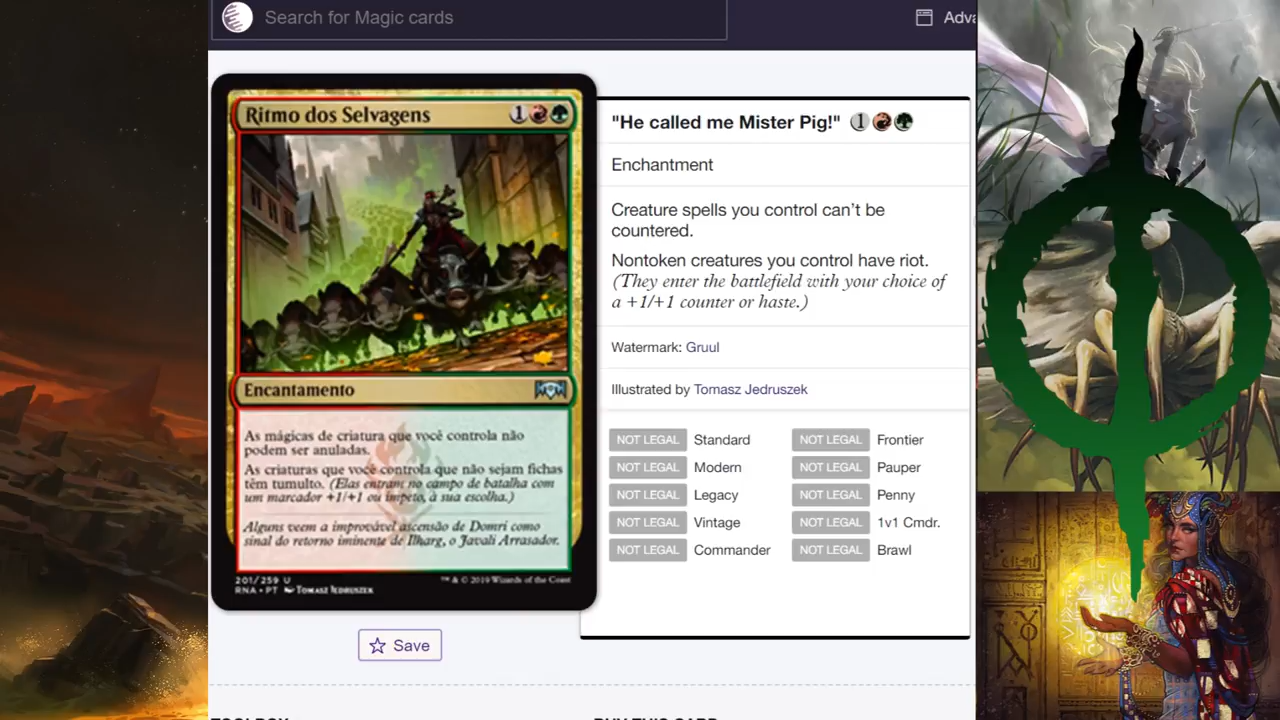 Search for Magic cards
Adva
Ritmo dos Selvagens 1
Encantamento
As mágicas de criatura que você controla não
podem ser anuladas.
As criaturas que você controla que não sejam fichas
têm tumulto. (Elas entram no campo de batalha com
um marcador +1/+1 ou ímpeto, à sua escolha.)
Alguns veem a improvável ascensão de Domri como
sinal do retorno iminente de Ilharg, o Javali Arrasador.
201/259 U
RNA • PT Tomasz Jedruszek
™ & © 2019 Wizards of the Coast
Save
"He called me Mister Pig!" 1
Enchantment
Creature spells you control can’t be
countered.
Nontoken creatures you control have riot.
(They enter the battlefield with your choice of
a +1/+1 counter or haste.)
Watermark: Gruul
Illustrated by Tomasz Jedruszek
NOT LEGAL Standard NOT LEGAL Frontier
NOT LEGAL Modern NOT LEGAL Pauper
NOT LEGAL Legacy NOT LEGAL Penny
NOT LEGAL Vintage NOT LEGAL 1v1 Cmdr.
NOT LEGAL Commander NOT LEGAL Brawl
TOOLBOX
BUY THIS CARD